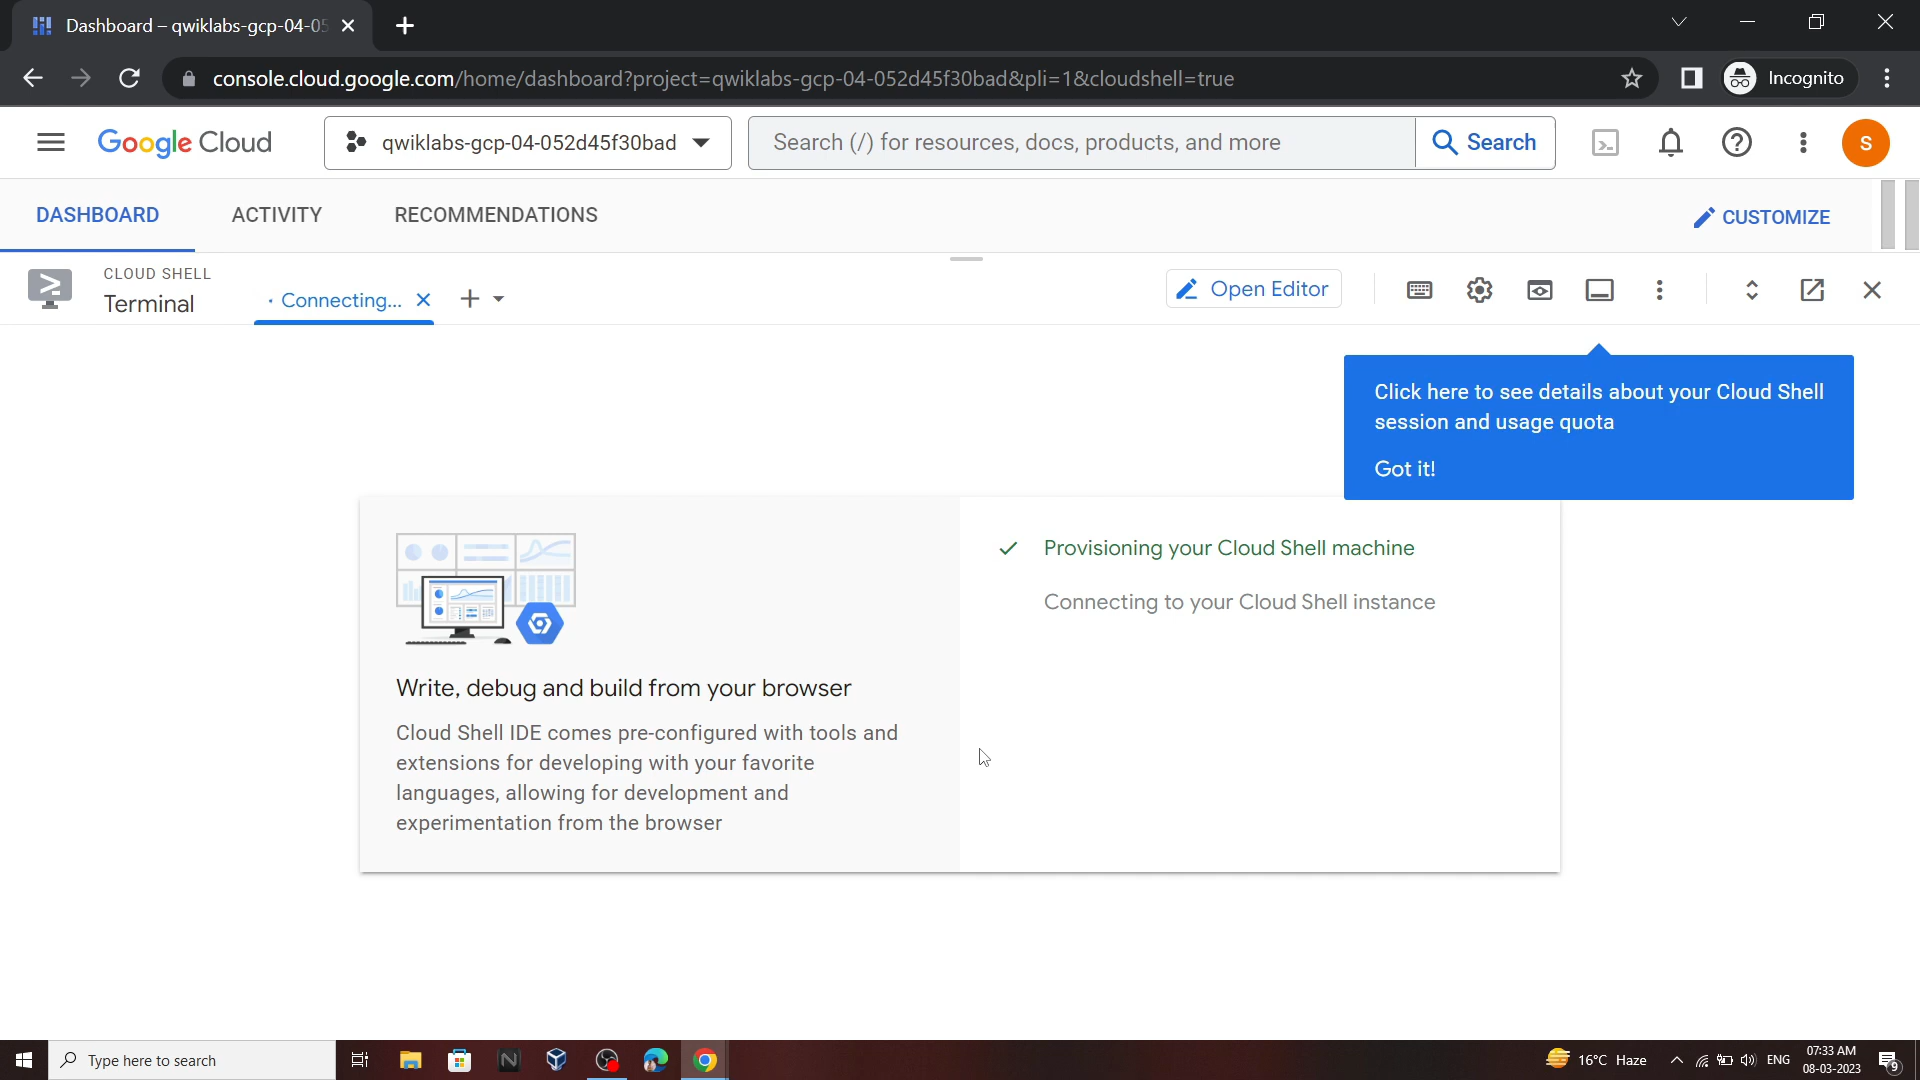 Dashboard – qwiklabs-gcp-04-05
console.cloud.google.com/home/dashboard?project=qwiklabs-gcp-04-052d45f30bad&pli=1&cloudshell=true
Incognito
Google Cloud
qwiklabs-gcp-04-052d45f30bad
Search (/) for resources, docs, products, and more
Search
S
DASHBOARD
ACTIVITY
RECOMMENDATIONS
CUSTOMIZE
CLOUD SHELL
Terminal
Connecting...
Open Editor
Click here to see details about your Cloud Shell
session and usage quota
Got it!
Provisioning your Cloud Shell machine
Connecting to your Cloud Shell instance
Write, debug and build from your browser
Cloud Shell IDE comes pre-configured with tools and
extensions for developing with your favorite
languages, allowing for development and
experimentation from the browser
Type here to search
N
16°C Haze
ENG
07:33 AM
08-03-2023
9